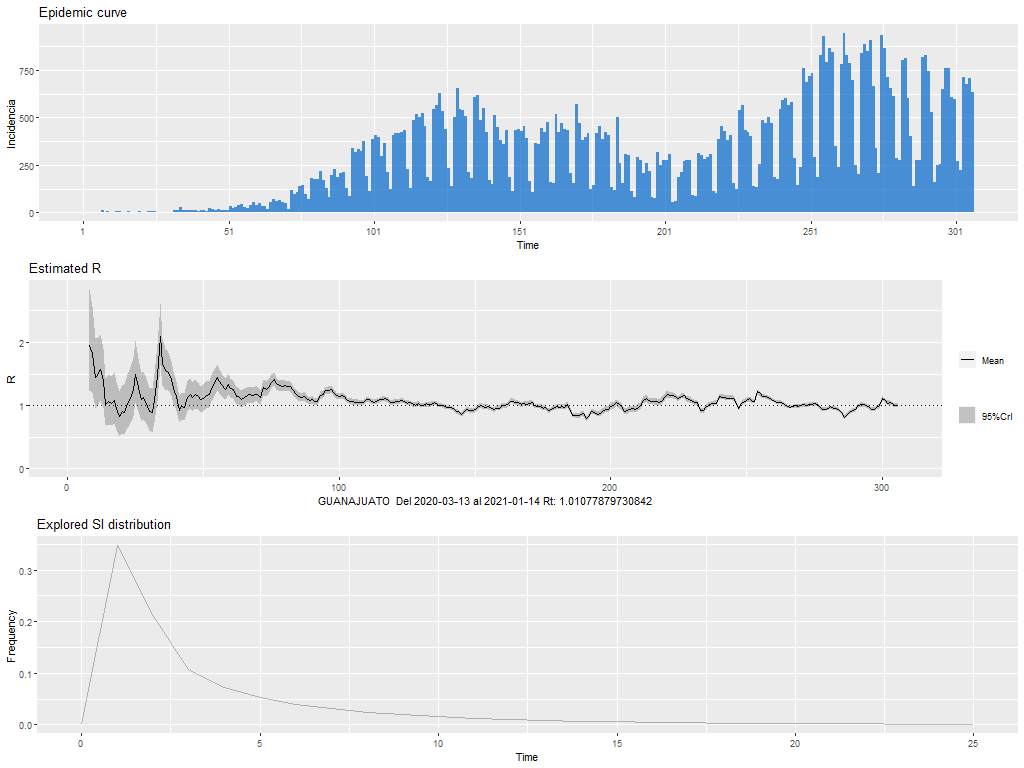 Epidemic curve
Incidencia
750
500
250
0
1
51
101
151
201
251
301
Time
Estimated R
R
2
1
0
0
100
200
300
Mean
95%CrI
GUANAJUATO Del 2020-03-13 al 2021-01-14 Rt: 1.01077879730842
Explored SI distribution
Frequency
0.3
0.2
0.1
0.0
0
5
10
15
20
25
Time